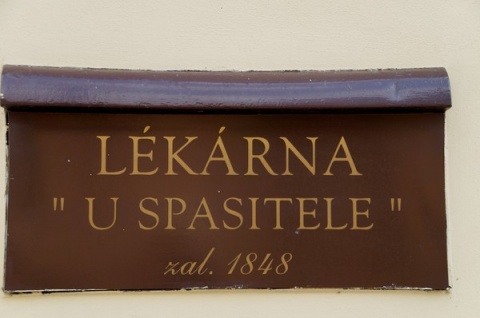 LÉKÁRNA
" U SPASITELE "
zal. 1848